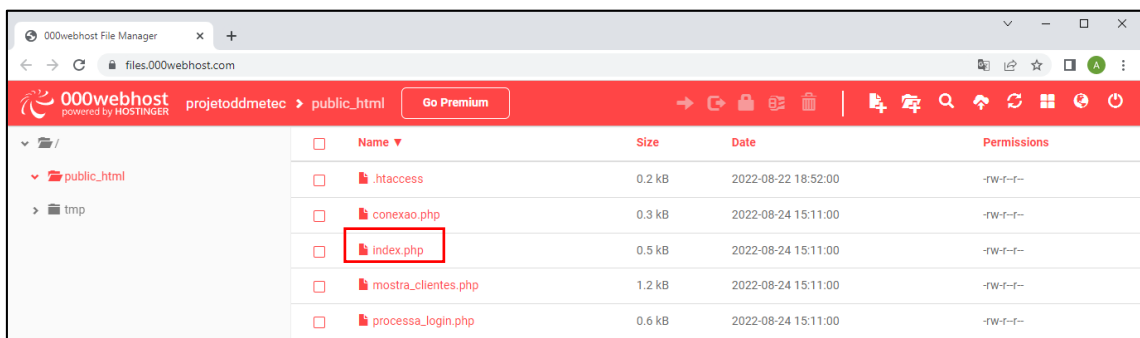 000webhost File Manager
files.000webhost.com
A
000webhost
powered by HOSTINGER
projetoddmetec > public_html
Go Premium
/
public_html
tmp
Name ▼ Size Date Permissions
.htaccess 0.2 kB 2022-08-22 18:52:00 -rw-r--r--
conexao.php 0.3 kB 2022-08-24 15:11:00 -rw-r--r--
index.php 0.5 kB 2022-08-24 15:11:00 -rw-r--r--
mostra_clientes.php 1.2 kB 2022-08-24 15:11:00 -rw-r--r--
processa_login.php 0.6 kB 2022-08-24 15:11:00 -rw-r--r--